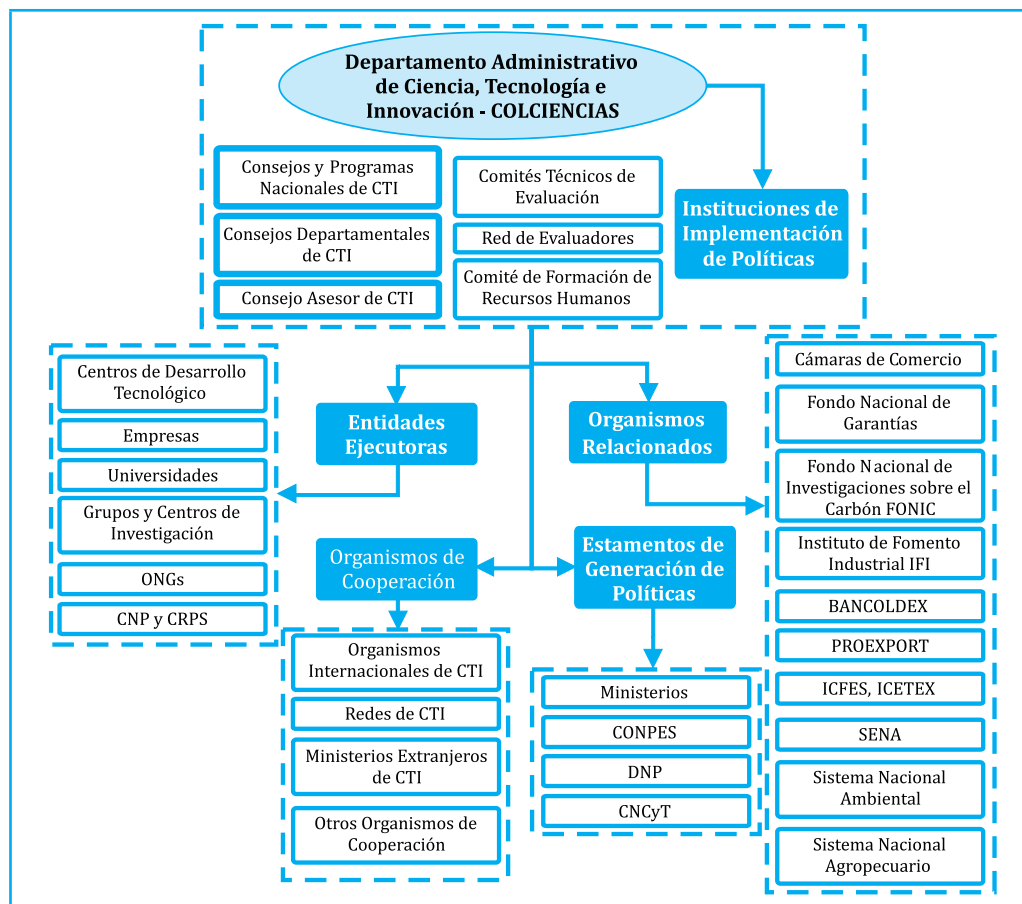 Departamento Administrativo
de Ciencia, Tecnología e
Innovación - COLCIENCIAS
Consejos y Programas
Nacionales de CTI
Consejos Departamentales
de CTI
Consejo Asesor de CTI
Comités Técnicos de
Evaluación
Red de Evaluadores
Comité de Formación de
Recursos Humanos
Instituciones de
Implementación
de Políticas
Centros de Desarrollo
Tecnológico
Empresas
Universidades
Grupos y Centros de
Investigación
ONGs
CNP y CRPS
Entidades
Ejecutoras
Organismos
Relacionados
Organismos de
Cooperación
Estamentos de
Generación de
Políticas
Organismos
Internacionales de CTI
Redes de CTI
Ministerios Extranjeros
de CTI
Otros Organismos de
Cooperación
Ministerios
CONPES
DNP
CNCyT
Cámaras de Comercio
Fondo Nacional de
Garantías
Fondo Nacional de
Investigaciones sobre el
Carbón FONIC
Instituto de Fomento
Industrial IFI
BANCOLDEX
PROEXPORT
ICFES, ICETEX
SENA
Sistema Nacional
Ambiental
Sistema Nacional
Agropecuario